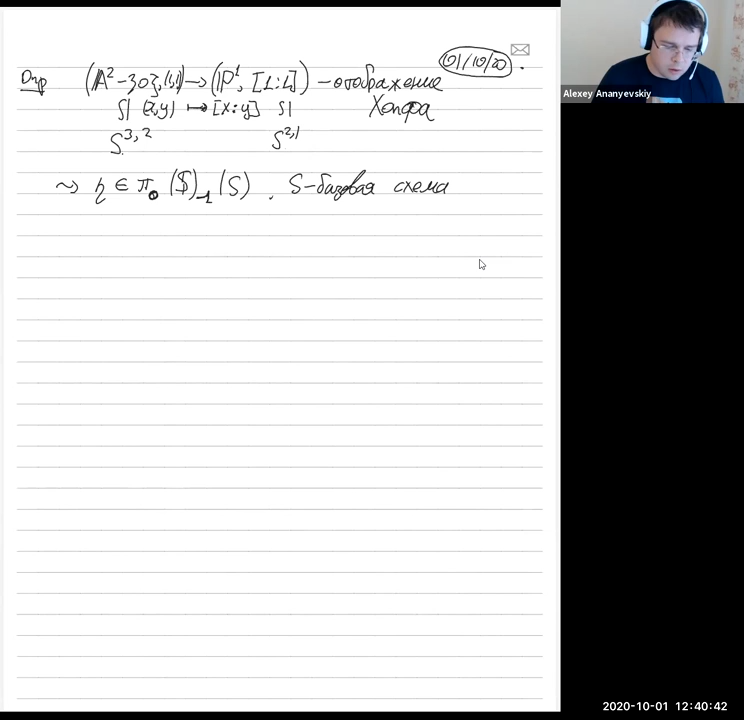 01/10/20 .
Опр (𝔸²-{0},(1,1)) → (ℙ¹, [1:1]) – отображение
S| (x,y) ↦ [x:y] S| Хопфа
S^{3,2} S^{2,1}
⇝ η ∈ π₀(𝕊)₋₁(S) . S-базовая схема
Alexey Ananyevskiy
2020-10-01 12:40:42